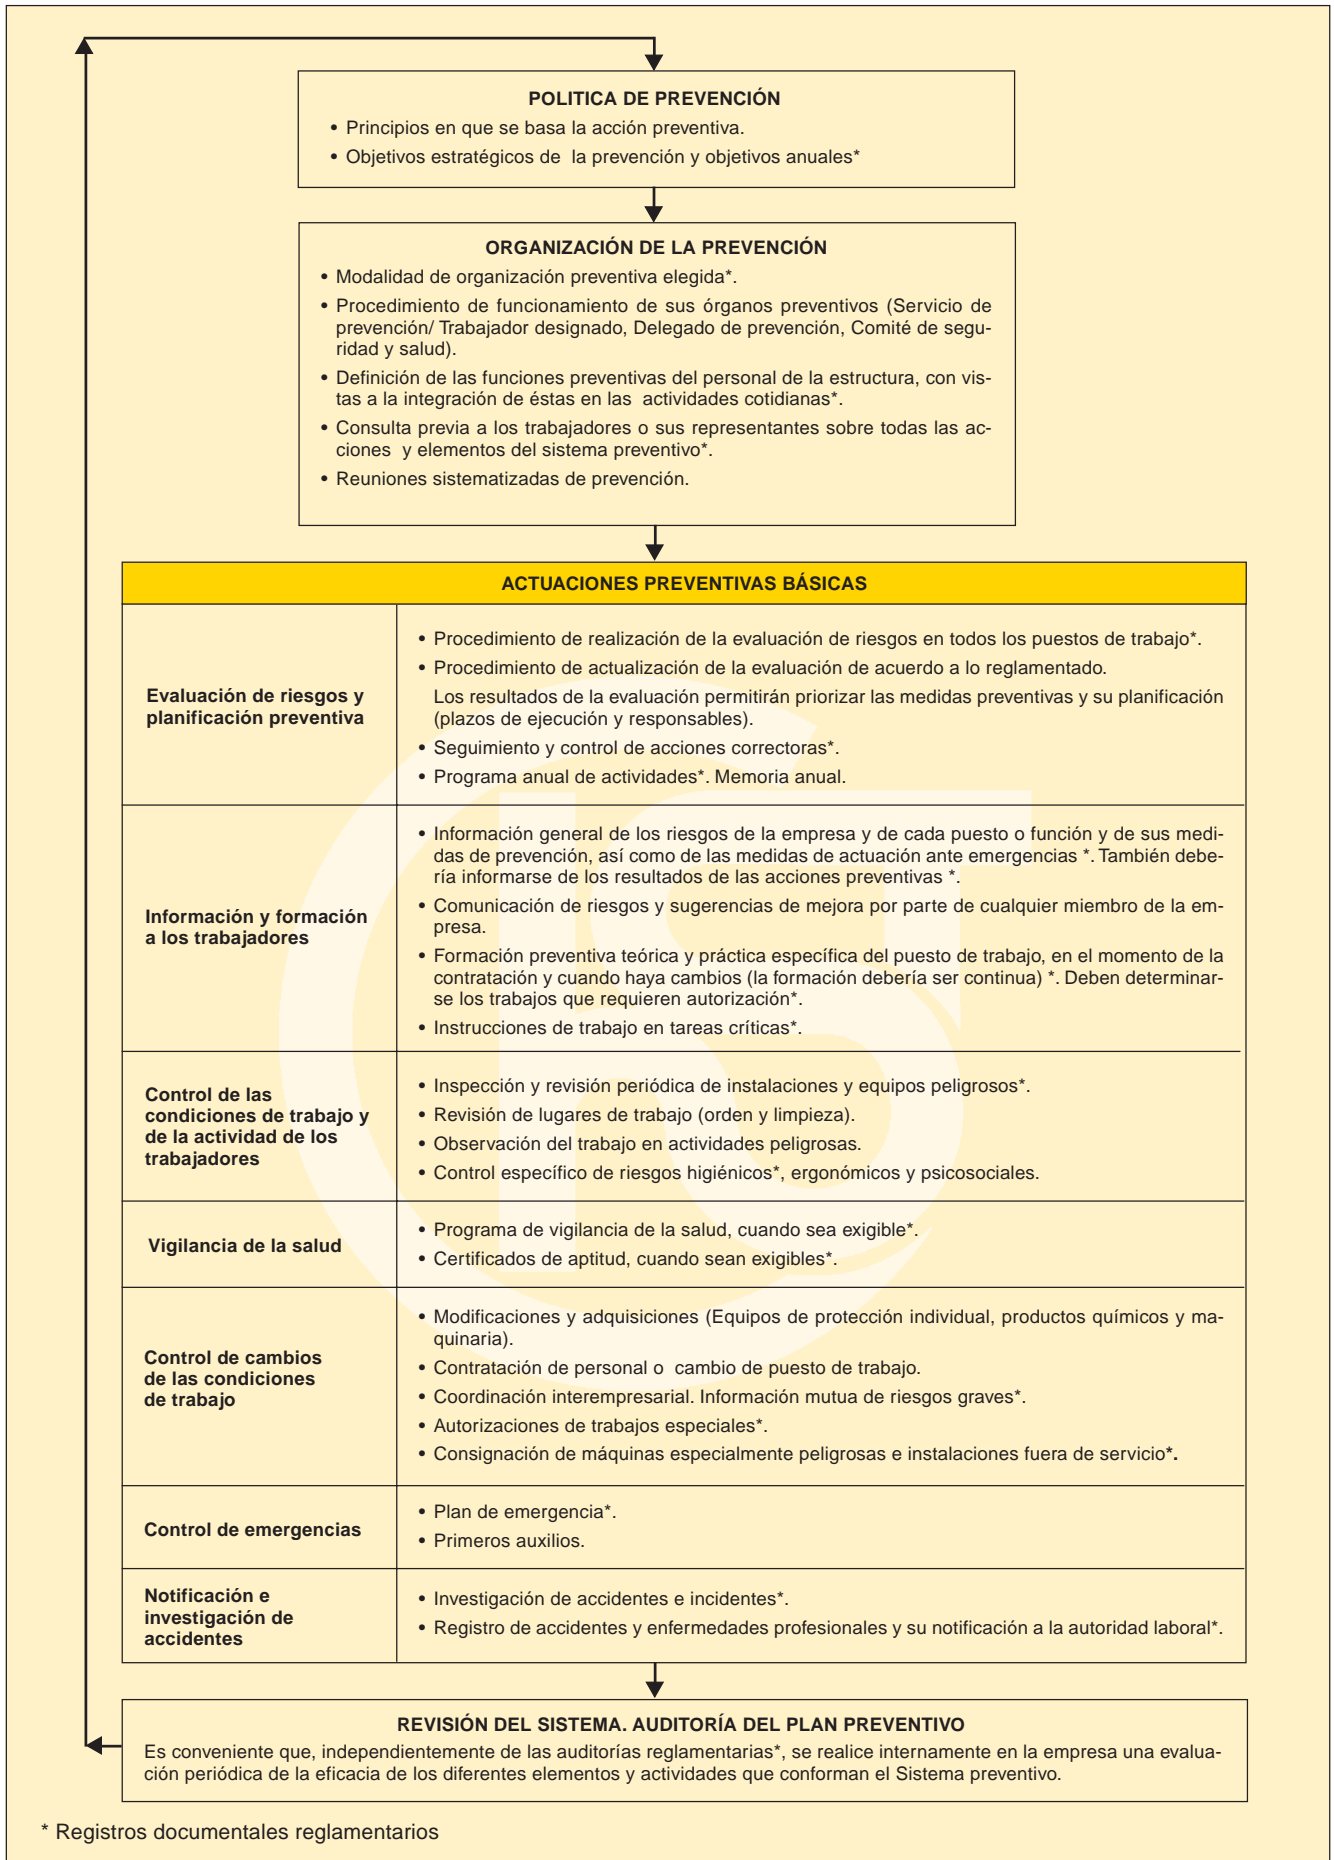 POLITICA DE PREVENCIÓN
• Principios en que se basa la acción preventiva.
• Objetivos estratégicos de la prevención y objetivos anuales*
ORGANIZACIÓN DE LA PREVENCIÓN
• Modalidad de organización preventiva elegida*.
• Procedimiento de funcionamiento de sus órganos preventivos (Servicio de
prevención/ Trabajador designado, Delegado de prevención, Comité de segu-
ridad y salud).
• Definición de las funciones preventivas del personal de la estructura, con vis-
tas a la integración de éstas en las actividades cotidianas*.
• Consulta previa a los trabajadores o sus representantes sobre todas las ac-
ciones y elementos del sistema preventivo*.
• Reuniones sistematizadas de prevención.
ACTUACIONES PREVENTIVAS BÁSICAS
Evaluación de riesgos y
planificación preventiva
• Procedimiento de realización de la evaluación de riesgos en todos los puestos de trabajo*.
• Procedimiento de actualización de la evaluación de acuerdo a lo reglamentado.
Los resultados de la evaluación permitirán priorizar las medidas preventivas y su planificación
(plazos de ejecución y responsables).
• Seguimiento y control de acciones correctoras*.
• Programa anual de actividades*. Memoria anual.
Información y formación
a los trabajadores
• Información general de los riesgos de la empresa y de cada puesto o función y de sus medi-
das de prevención, así como de las medidas de actuación ante emergencias *. También debe-
ría informarse de los resultados de las acciones preventivas *.
• Comunicación de riesgos y sugerencias de mejora por parte de cualquier miembro de la em-
presa.
• Formación preventiva teórica y práctica específica del puesto de trabajo, en el momento de la
contratación y cuando haya cambios (la formación debería ser continua) *. Deben determinar-
se los trabajos que requieren autorización*.
• Instrucciones de trabajo en tareas críticas*.
Control de las
condiciones de trabajo y
de la actividad de los
trabajadores
• Inspección y revisión periódica de instalaciones y equipos peligrosos*.
• Revisión de lugares de trabajo (orden y limpieza).
• Observación del trabajo en actividades peligrosas.
• Control específico de riesgos higiénicos*, ergonómicos y psicosociales.
Vigilancia de la salud
• Programa de vigilancia de la salud, cuando sea exigible*.
• Certificados de aptitud, cuando sean exigibles*.
Control de cambios
de las condiciones
de trabajo
• Modificaciones y adquisiciones (Equipos de protección individual, productos químicos y ma-
quinaria).
• Contratación de personal o cambio de puesto de trabajo.
• Coordinación interempresarial. Información mutua de riesgos graves*.
• Autorizaciones de trabajos especiales*.
• Consignación de máquinas especialmente peligrosas e instalaciones fuera de servicio*.
Control de emergencias
• Plan de emergencia*.
• Primeros auxilios.
Notificación e
investigación de
accidentes
• Investigación de accidentes e incidentes*.
• Registro de accidentes y enfermedades profesionales y su notificación a la autoridad laboral*.
REVISIÓN DEL SISTEMA. AUDITORÍA DEL PLAN PREVENTIVO
Es conveniente que, independientemente de las auditorías reglamentarias*, se realice internamente en la empresa una evalua-
ción periódica de la eficacia de los diferentes elementos y actividades que conforman el Sistema preventivo.
* Registros documentales reglamentarios